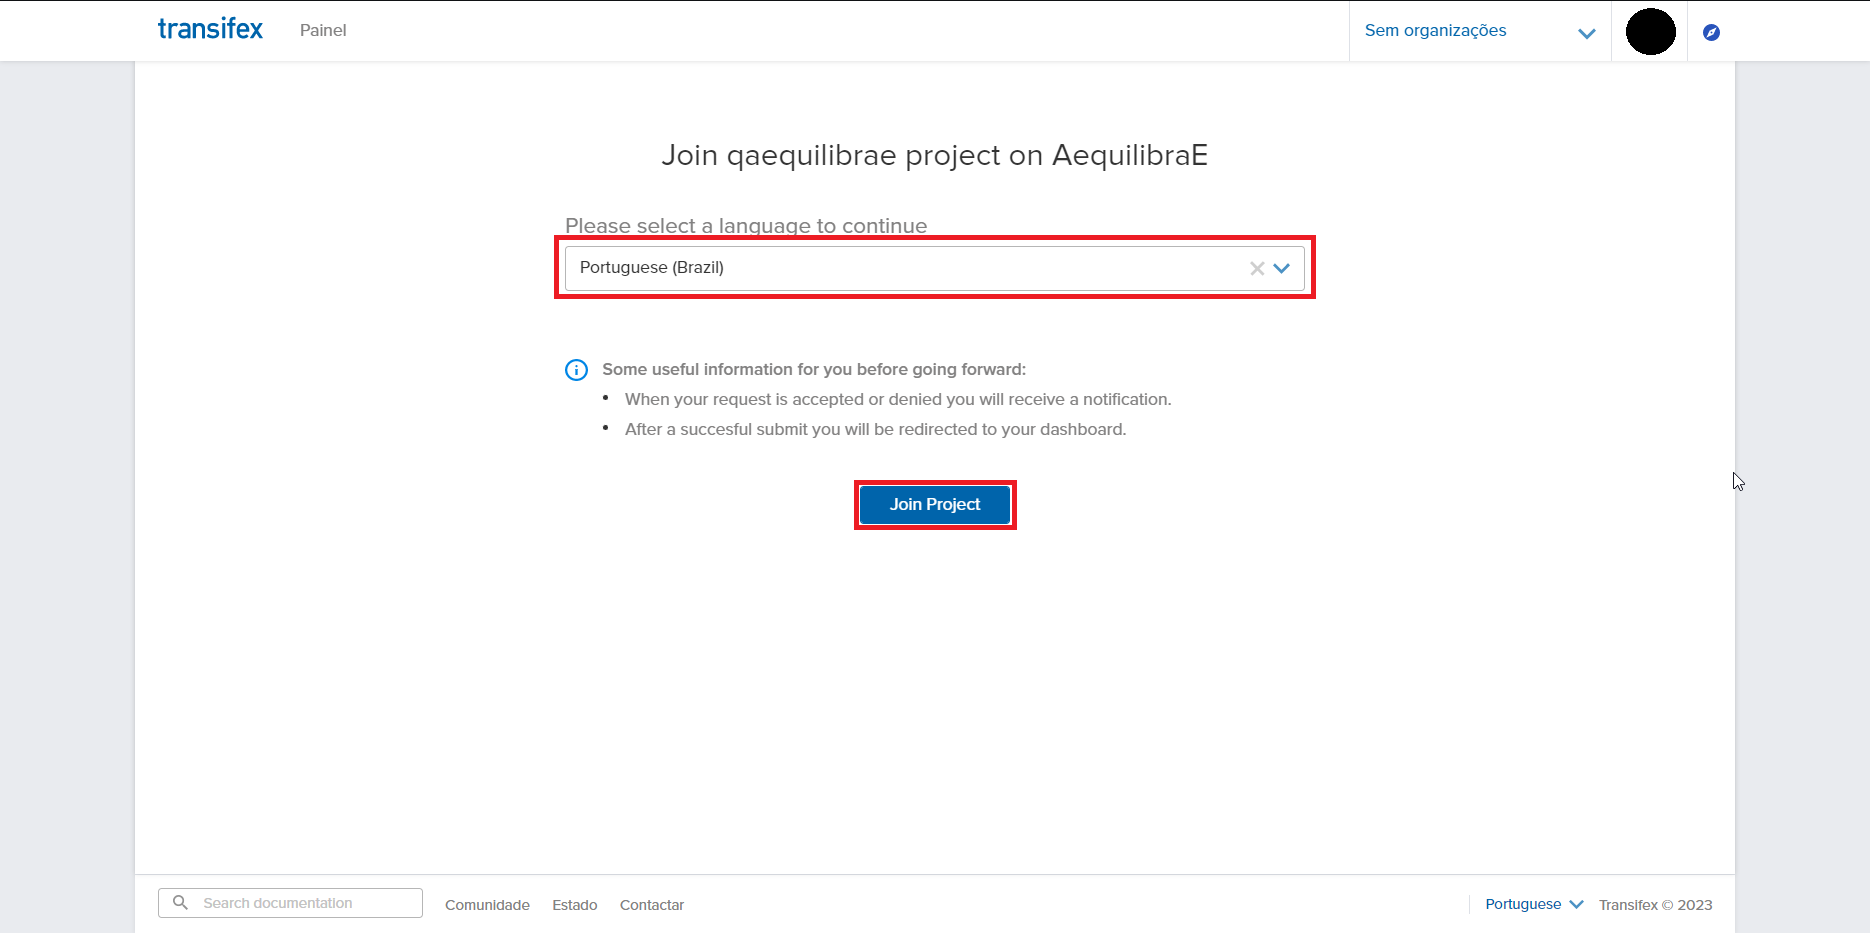 transifex
Painel
Sem organizações
Join qaequilibrae project on AequilibraE
Please select a language to continue
Portuguese (Brazil)
Some useful information for you before going forward:
• When your request is accepted or denied you will receive a notification.
• After a succesful submit you will be redirected to your dashboard.
Join Project
Search documentation
Comunidade
Estado
Contactar
Portuguese
Transifex © 2023